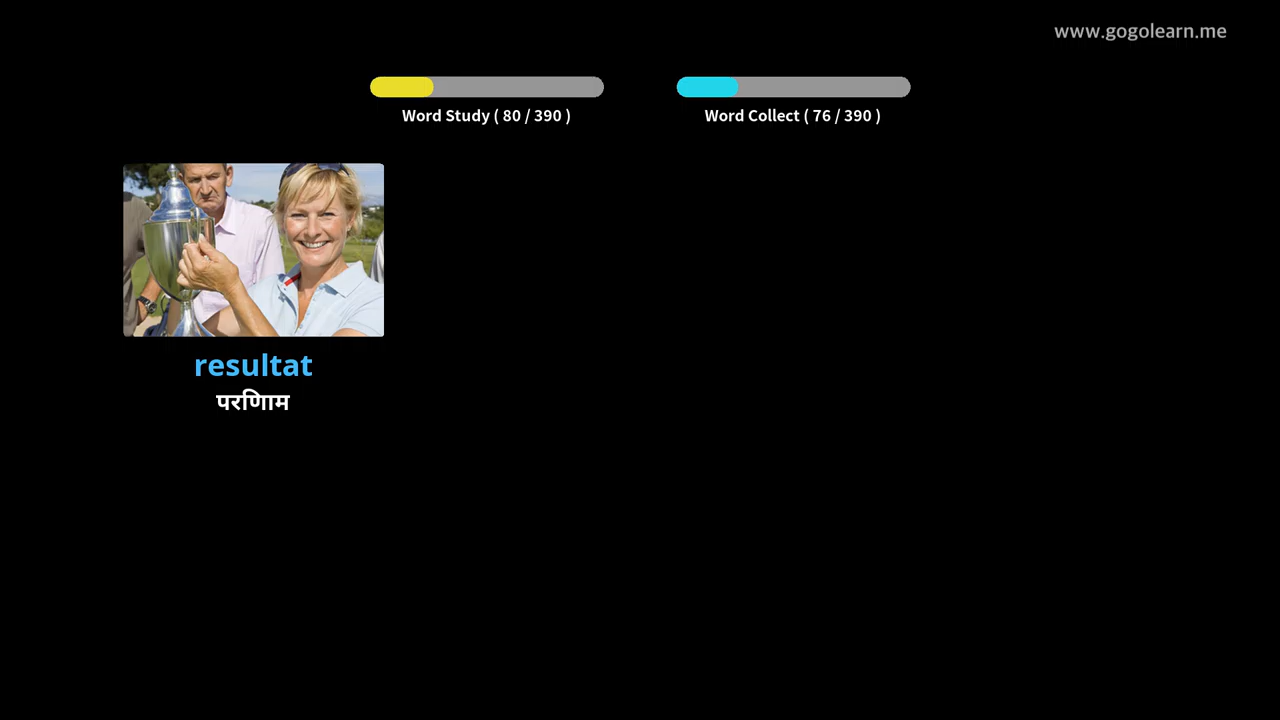 www.gogolearn.me
Word Study ( 80 / 390 )
Word Collect ( 76 / 390 )
resultat
परिणाम